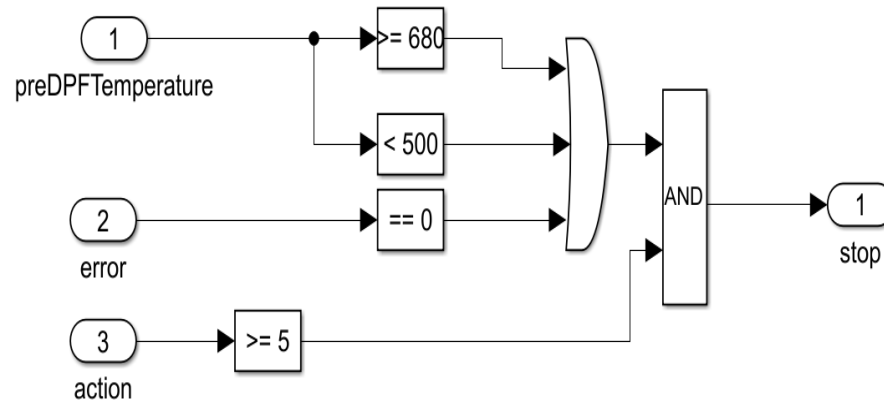 1
preDPFTemperature
>= 680
< 500
2
error
== 0
AND
1
stop
3
action
>= 5